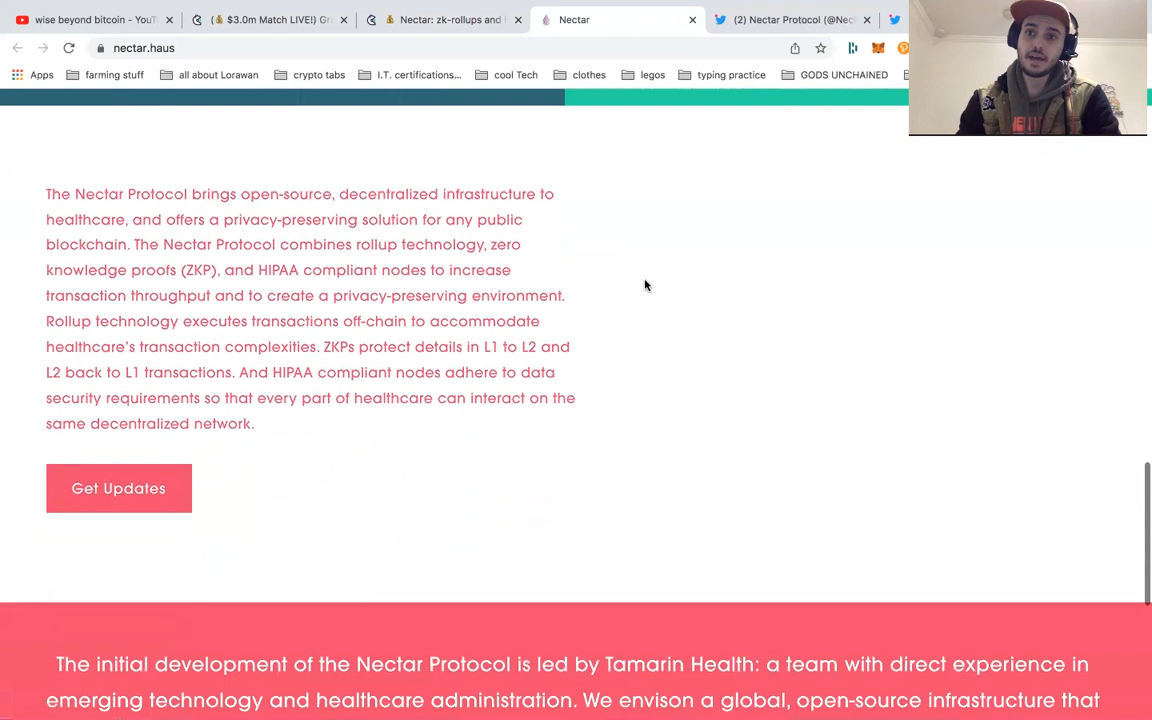 wise beyond bitcoin - YouT
(💰 $3.0m Match LIVE!) Gr
💰 Nectar: zk-rollups and
Nectar
(2) Nectar Protocol (@Nec
nectar.haus
Apps
farming stuff
all about Lorawan
crypto tabs
I.T. certifications...
cool Tech
clothes
legos
typing practice
GODS UNCHAINED
The Nectar Protocol brings open-source, decentralized infrastructure to
healthcare, and offers a privacy-preserving solution for any public
blockchain. The Nectar Protocol combines rollup technology, zero
knowledge proofs (ZKP), and HIPAA compliant nodes to increase
transaction throughput and to create a privacy-preserving environment.
Rollup technology executes transactions off-chain to accommodate
healthcare's transaction complexities. ZKPs protect details in L1 to L2 and
L2 back to L1 transactions. And HIPAA compliant nodes adhere to data
security requirements so that every part of healthcare can interact on the
same decentralized network.
Get Updates
The initial development of the Nectar Protocol is led by Tamarin Health: a team with direct experience in
emerging technology and healthcare administration. We envison a global, open-source infrastructure that